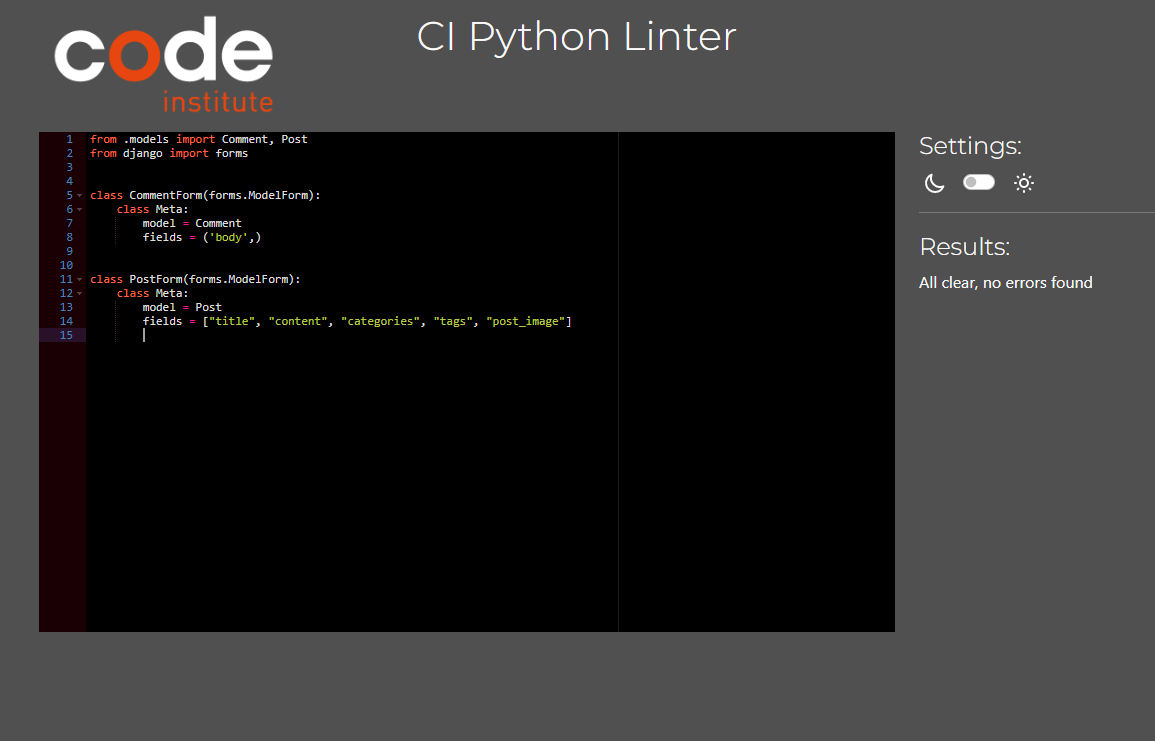 code
institute
CI Python Linter
1 from .models import Comment, Post
2 from django import forms
3
4
5 class CommentForm(forms.ModelForm):
6     class Meta:
7         model = Comment
8         fields = ('body',)
9
10
11 class PostForm(forms.ModelForm):
12     class Meta:
13         model = Post
14         fields = ["title", "content", "categories", "tags", "post_image"]
15
Settings:
Results:
All clear, no errors found